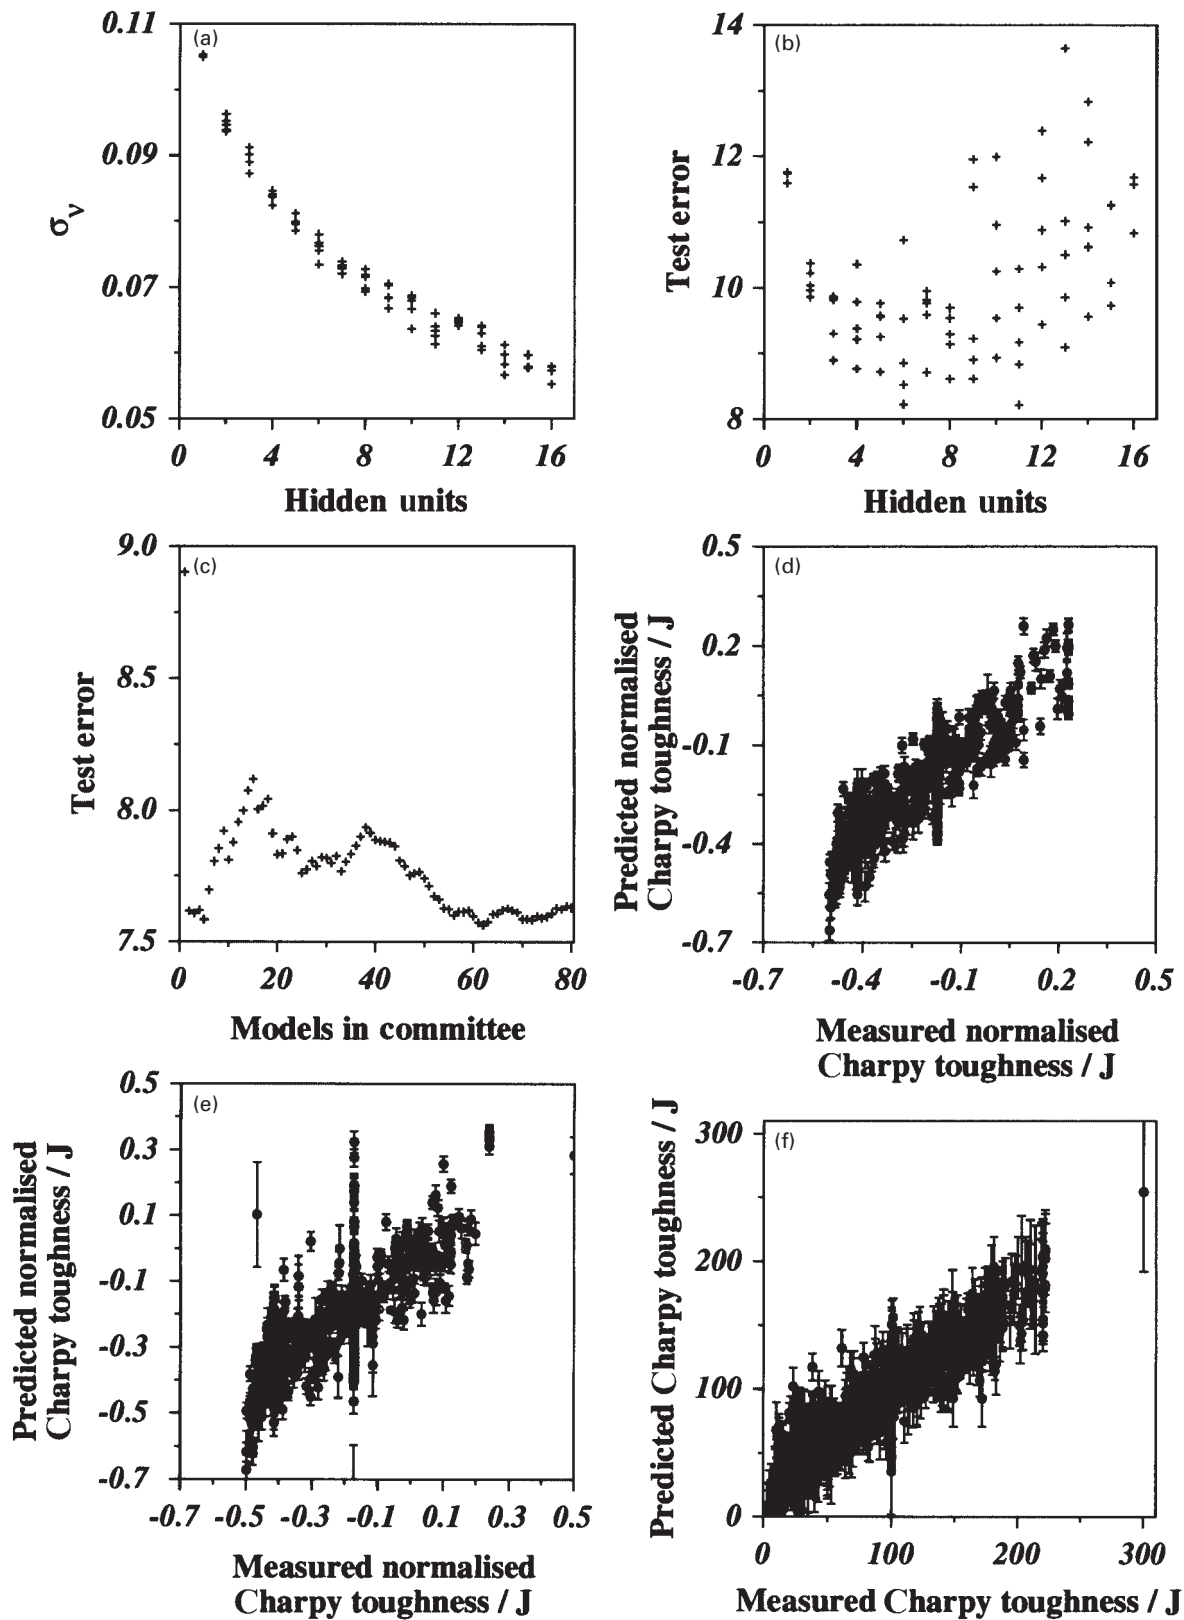 (a)
0.11
0.09
0.07
0.05
σν
0 4 8 12 16
Hidden units
(b)
14
12
10
8
Test error
0 4 8 12 16
Hidden units
(c)
9.0
8.5
8.0
7.5
Test error
0 20 40 60 80
Models in committee
(d)
0.5
0.2
-0.1
-0.4
-0.7
Predicted normalised
Charpy toughness / J
-0.7 -0.4 -0.1 0.2 0.5
Measured normalised
Charpy toughness / J
(e)
0.5
0.3
0.1
-0.1
-0.3
-0.5
-0.7
Predicted normalised
Charpy toughness / J
-0.7 -0.5 -0.3 -0.1 0.1 0.3 0.5
Measured normalised
Charpy toughness / J
(f)
300
200
100
0
Predicted Charpy toughness / J
0 100 200 300
Measured Charpy toughness / J